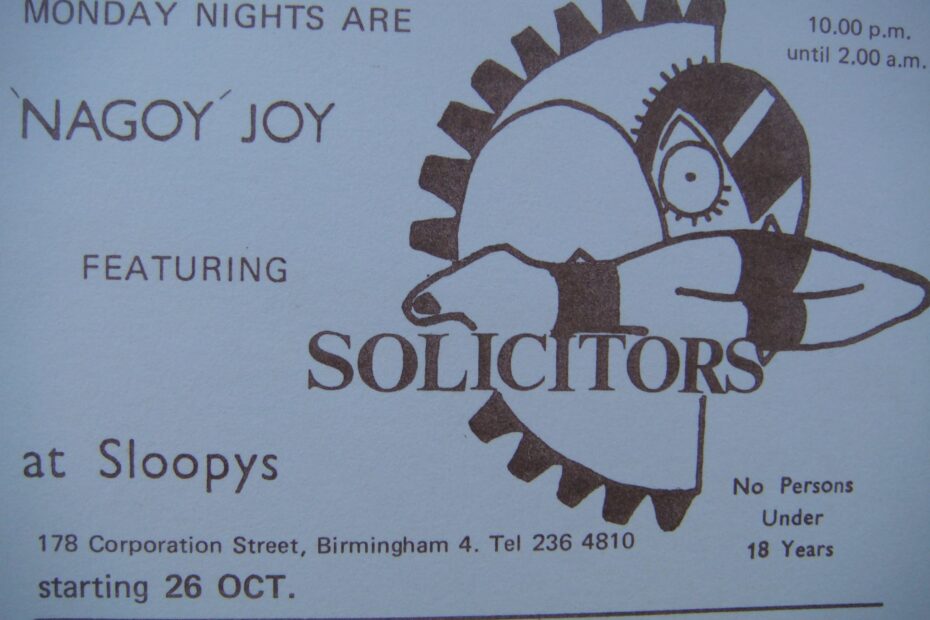 MONDAY NIGHTS ARE
10.00 p.m.
until 2.00 a.m.
'NAGOY' JOY
FEATURING
SOLICITORS
at Sloopys
No Persons
Under
18 Years
178 Corporation Street, Birmingham 4. Tel 236 4810
starting 26 OCT.